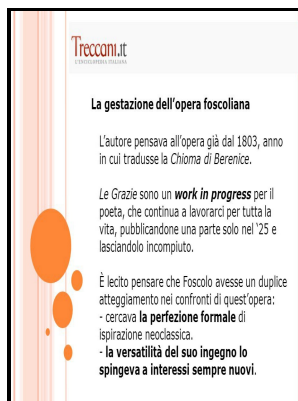 Treccani.it
L'ENCICLOPEDIA ITALIANA
La gestazione dell'opera foscoliana
L'autore pensava all'opera già dal 1803, anno
in cui tradusse la Chioma di Berenice.
Le Grazie sono un work in progress per il
poeta, che continua a lavorarci per tutta la
vita, pubblicandone una parte solo nel '25 e
lasciandolo incompiuto.
È lecito pensare che Foscolo avesse un duplice
atteggiamento nei confronti di quest'opera:
- cercava la perfezione formale di
ispirazione neoclassica.
- la versatilità del suo ingegno lo
spingeva a interessi sempre nuovi.